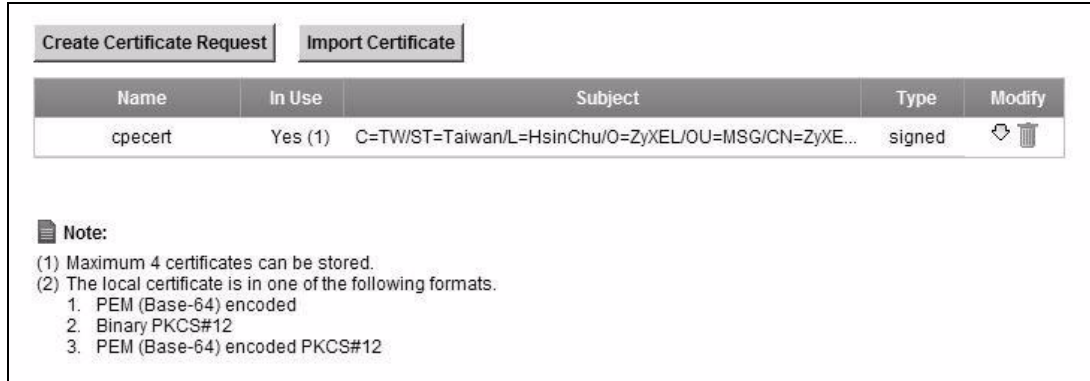 Create Certificate Request Import Certificate
Name In Use Subject Type Modify
cpecert Yes (1) C=TW/ST=Taiwan/L=HsinChu/O=ZyXEL/OU=MSG/CN=ZyXE... signed
Note:
(1) Maximum 4 certificates can be stored.
(2) The local certificate is in one of the following formats.
1. PEM (Base-64) encoded
2. Binary PKCS#12
3. PEM (Base-64) encoded PKCS#12